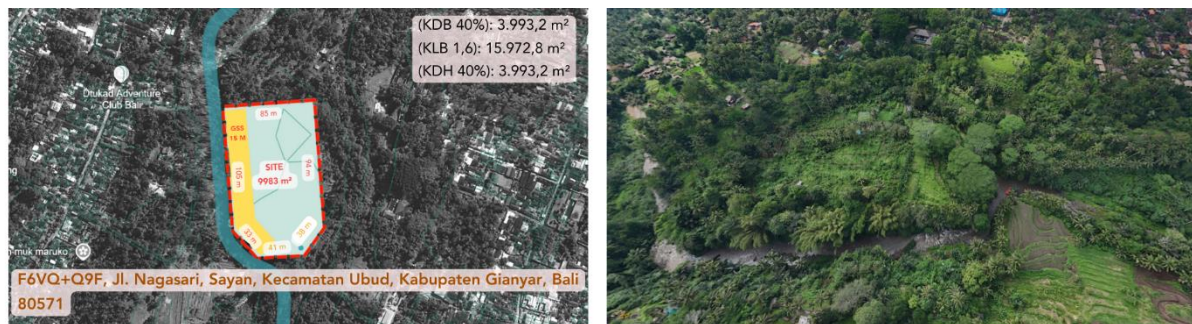 (KDB 40%): 3.993,2 m²
(KLB 1,6): 15.972,8 m²
(KDH 40%): 3.993,2 m²
Dtukad Adventure
Club Bali
85 m
GSS
15 M
SITE
9983 m²
94 m
105 m
33 m
41 m
38 m
muk maruko
F6VQ+Q9F, Jl. Nagasari, Sayan, Kecamatan Ubud, Kabupaten Gianyar, Bali
80571